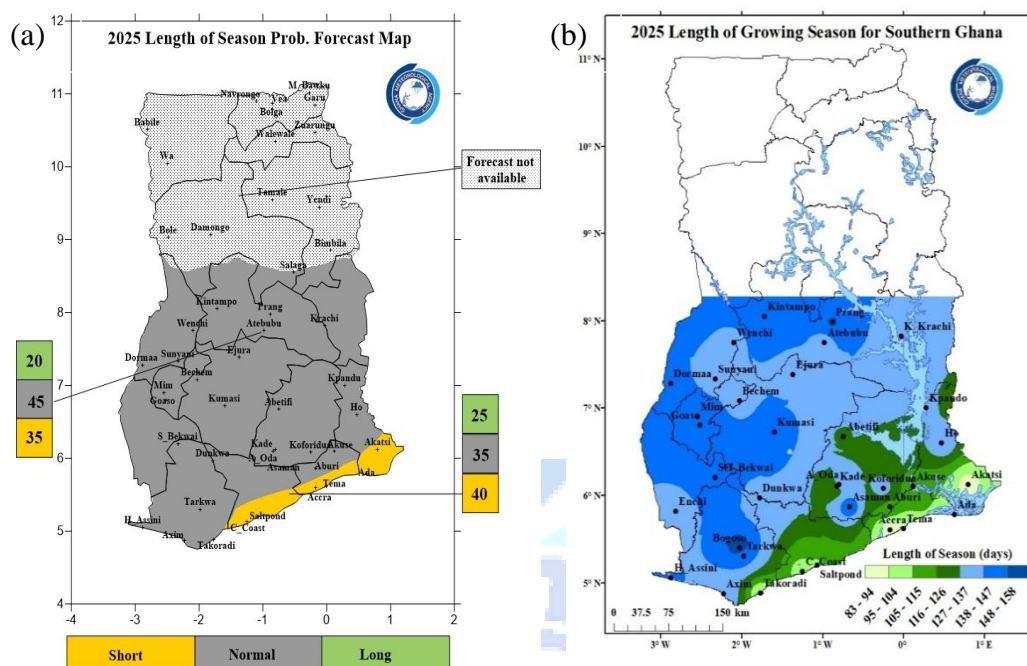 (a)
2025 Length of Season Prob. Forecast Map
12
11
10
9
8
7
6
5
4
-4
-3
-2
-1
0
1
2
Navrongo
Bolga
Garu
Zuarungu
Walewale
Babile
Wa
Tamale
Yendi
Bole
Damongo
Bimbila
Salaga
Forecast not
available
Kintampo
Prang
Wenchi
Atebubu
Krachi
Ejura
Dormaa
Sunyani
Bechem
Mim
Goaso
Kumasi
Abetifi
Kpandu
Ho
S_Bekwai
Dunkwa
Kade
Koforidua
Akuse
Akatsi
A_Oda
Asaman
Aburi
Ada
Tema
Accra
Tarkwa
Saltpond
C_Coast
H_Assini
Axim
Takoradi
20
45
35
25
35
40
Short
Normal
Long
(b)
2025 Length of Growing Season for Southern Ghana
11° N
10° N
9° N
8° N
7° N
6° N
5° N
3° W
2° W
1° W
0°
1° E
Kintampo
Prang
Wenchi
Atebubu
K_Krachi
Dormaa
Sunyani
Ejura
Bechem
Mim
Kumasi
Abetifi
Kpando
Ho
Dunkwa
Enchi
A_Oda
Kade
Koforidua
Akuse
Akatsi
Asaman
Aburi
Ada
Accra
Tema
Bogoso
Tarkwa
H_Assini
Axim
C_Coast
Saltpond
Takoradi
Length of Season (days)
83 - 94
95 - 104
105 - 115
116 - 126
127 - 137
138 - 147
148 - 158
0 37.5 75 150 km